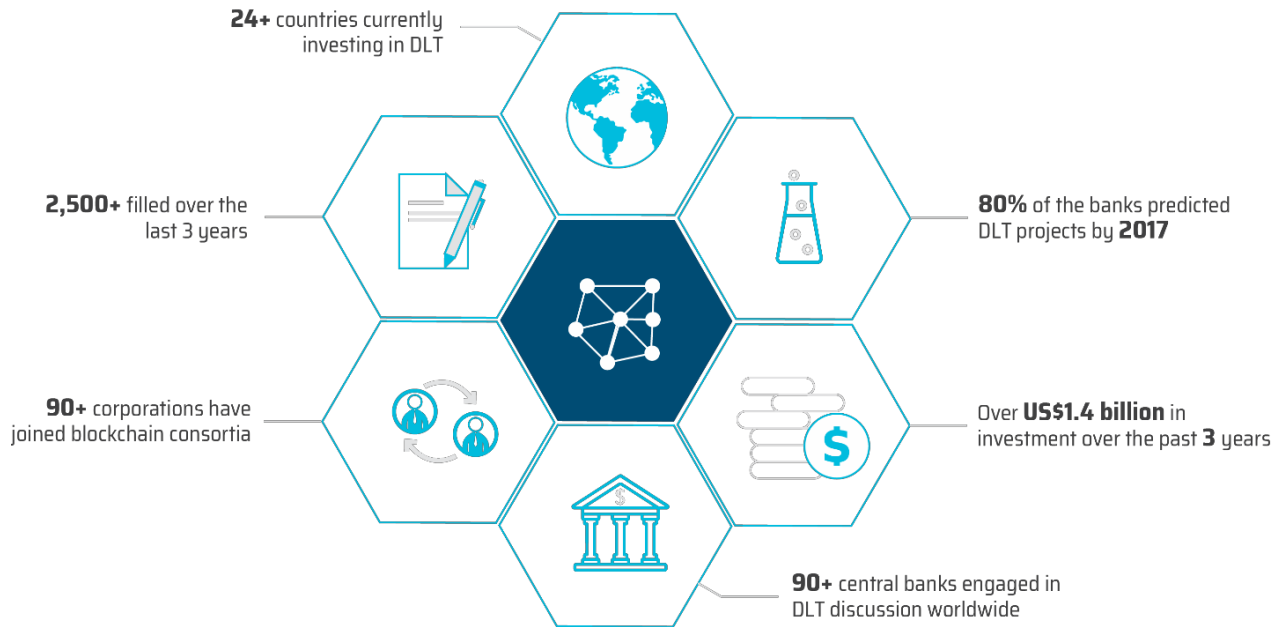 24+ countries currently
investing in DLT
2,500+ filled over the
last 3 years
80% of the banks predicted
DLT projects by 2017
90+ corporations have
joined blockchain consortia
Over US$1.4 billion in
investment over the past 3 years
$
$
90+ central banks engaged in
DLT discussion worldwide